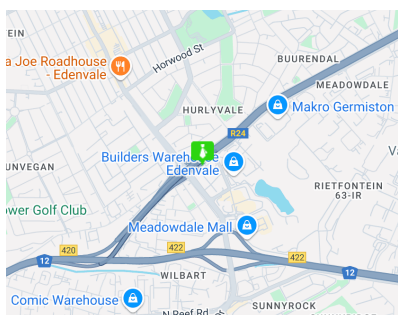 EIN
a Joe Roadhouse
- Edenvale
Horwood St
BUURENDAL
MEADOWDALE
HURLYVALE
Makro Germiston
R24
Builders Warehouse
Edenvale
UNVEGAN
Va
RIETFONTEIN
63-IR
ower Golf Club
Meadowdale Mall
420
422
422
12
12
WILBART
Comic Warehouse
N Reef Rd
SUNNYROCK